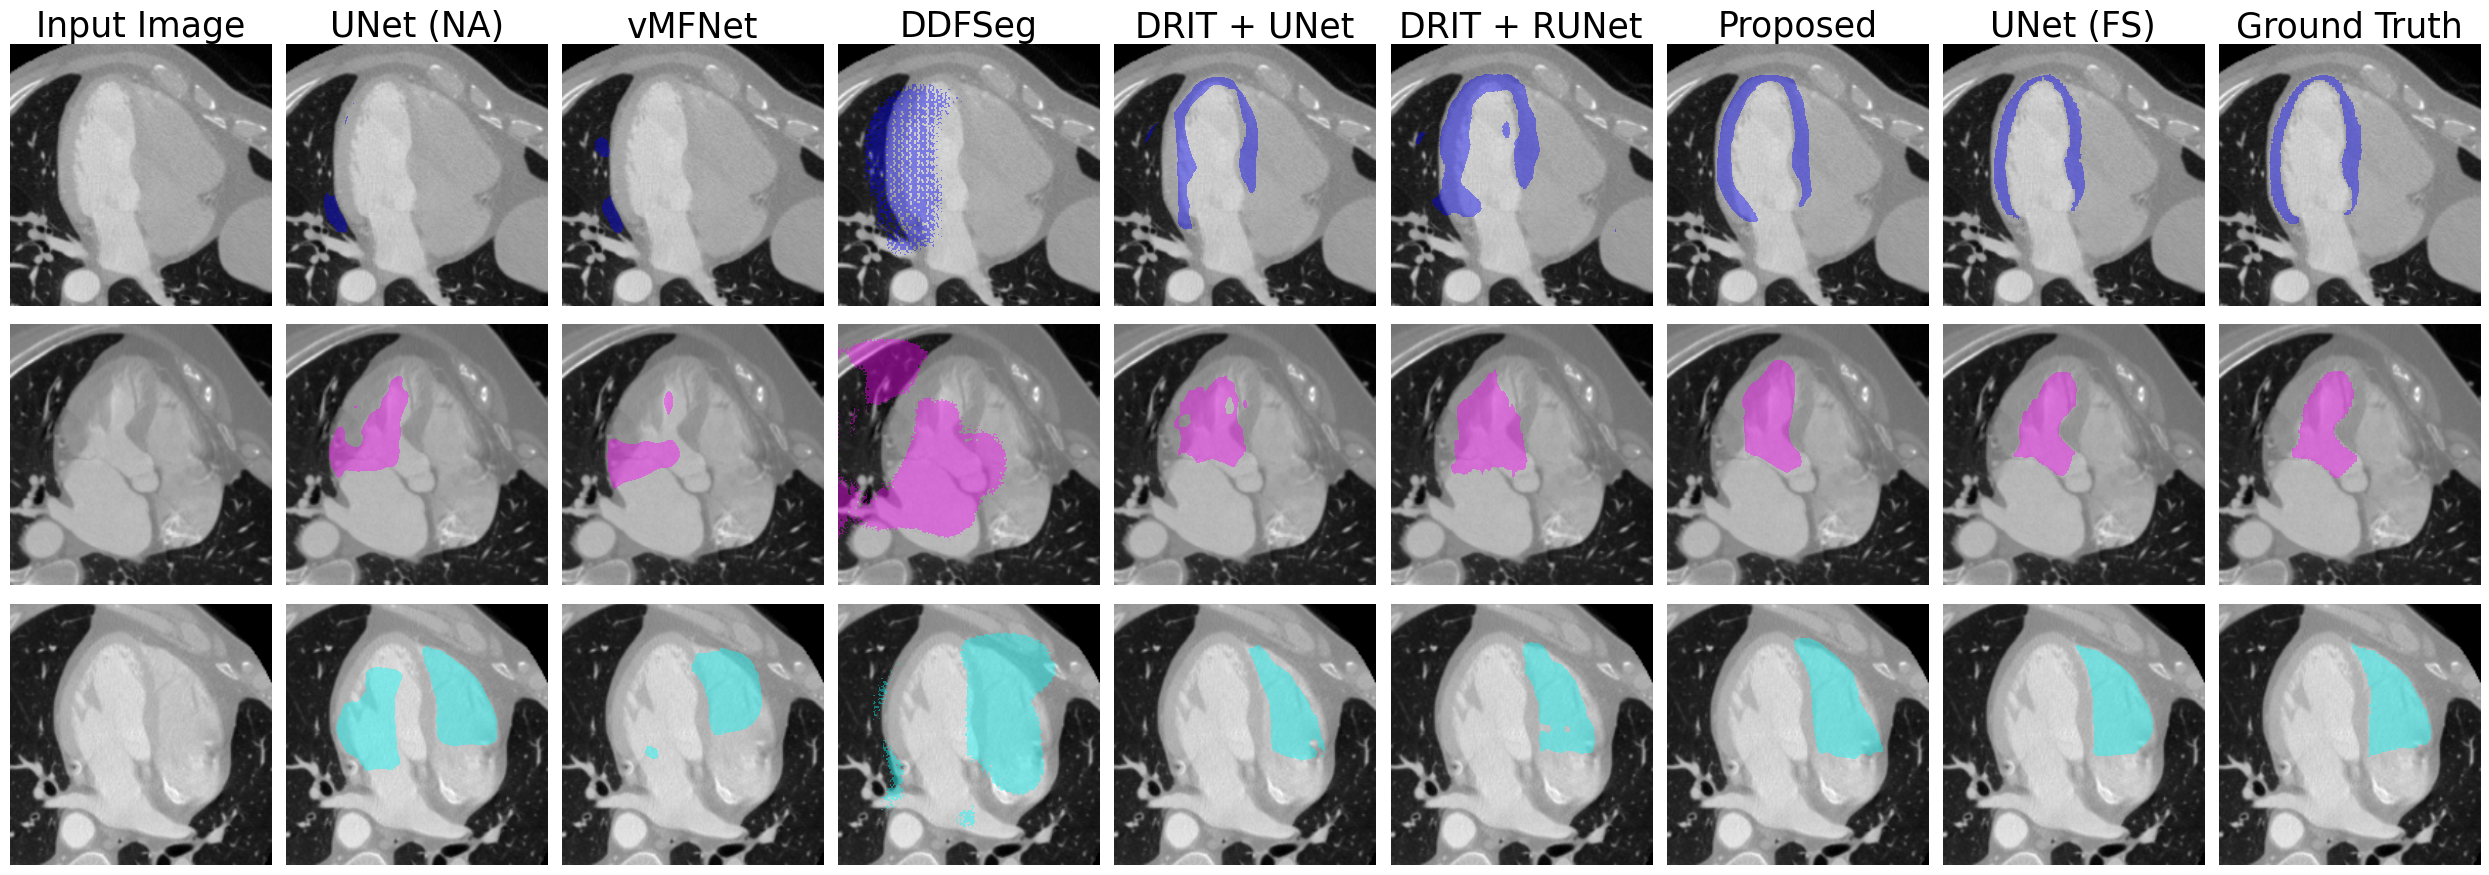 Input Image UNet (NA) vMFNet DDFSeg DRIT + UNet DRIT + RUNet Proposed UNet (FS) Ground Truth